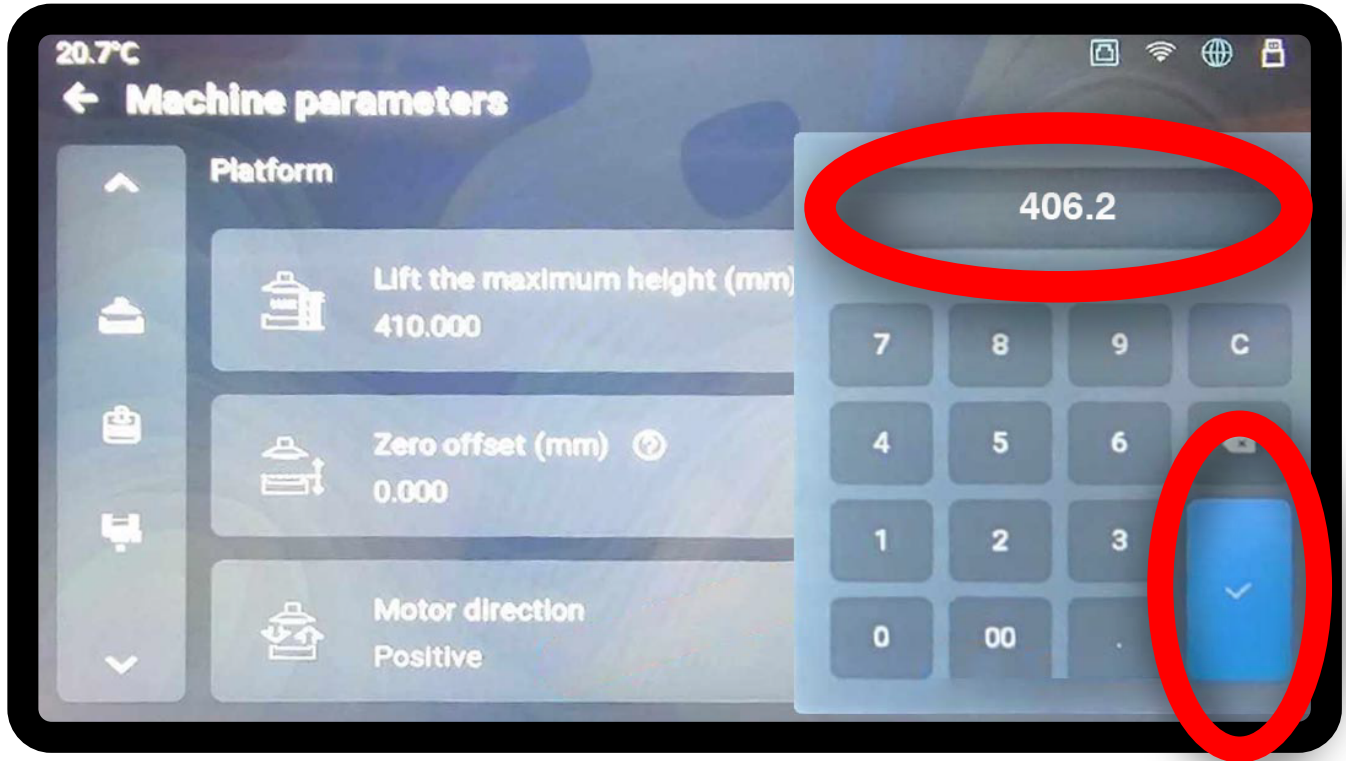 20.7°C
Machine parameters
Platform
406.2
Lift the maximum height (mm)
410.000
7 8 9 C
Zero offset (mm)
0.000
4 5 6
1 2 3
Motor direction
Positive
0 00 .